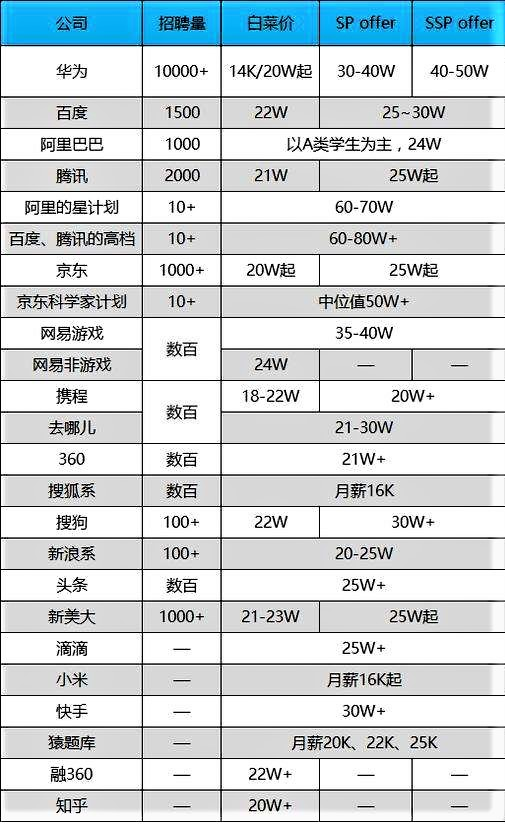 公司 招聘量 白菜价 SP offer SSP offer
华为 10000+ 14K/20W起 30-40W 40-50W
百度 1500 22W 25~30W
阿里巴巴 1000 以A类学生为主，24W
腾讯 2000 21W 25W起
阿里的星计划 10+ 60-70W
百度、腾讯的高档 10+ 60-80W+
京东 1000+ 20W起 25W起
京东科学家计划 10+ 中位值50W+
网易游戏 数百 35-40W
网易非游戏 24W — —
携程 数百 18-22W 20W+
去哪儿 21-30W
360 数百 21W+
搜狐系 数百 月薪16K
搜狗 100+ 22W 30W+
新浪系 100+ 20-25W
头条 数百 25W+
新美大 1000+ 21-23W 25W起
滴滴 — 25W+
小米 — 月薪16K起
快手 — 30W+
猿题库 — 月薪20K、22K、25K
融360 — 22W+ — —
知乎 — 20W+ — —